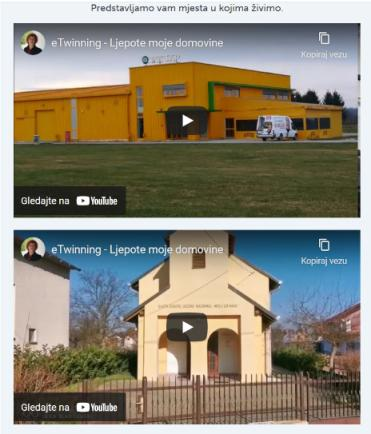 Predstavljamo vam mjesta u kojima živimo.
eTwinning - Ljepote moje domovine
Kopiraj vezu
Gledajte na YouTube
eTwinning - Ljepote moje domovine
Kopiraj vezu
Gledajte na YouTube